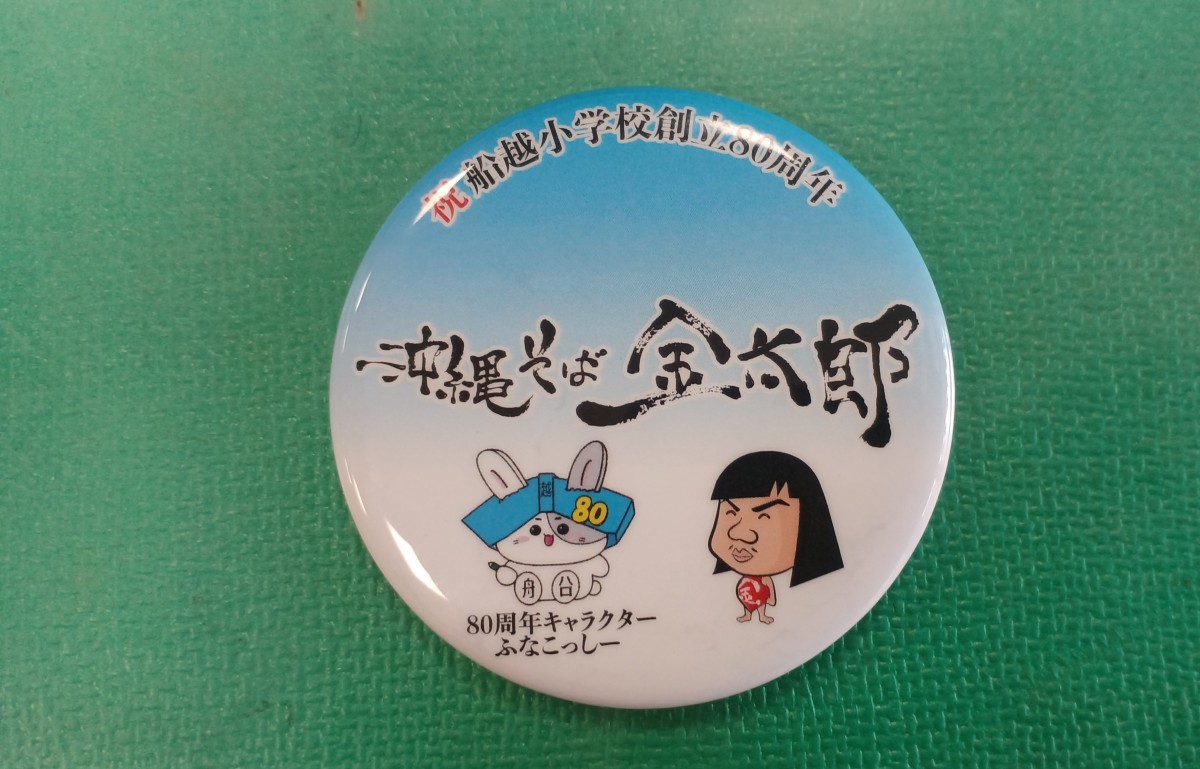 祝 船越小学校創立80周年
沖縄そば 金太郎
越
80
舟 公
金
80周年キャラクター
ふなこっしー